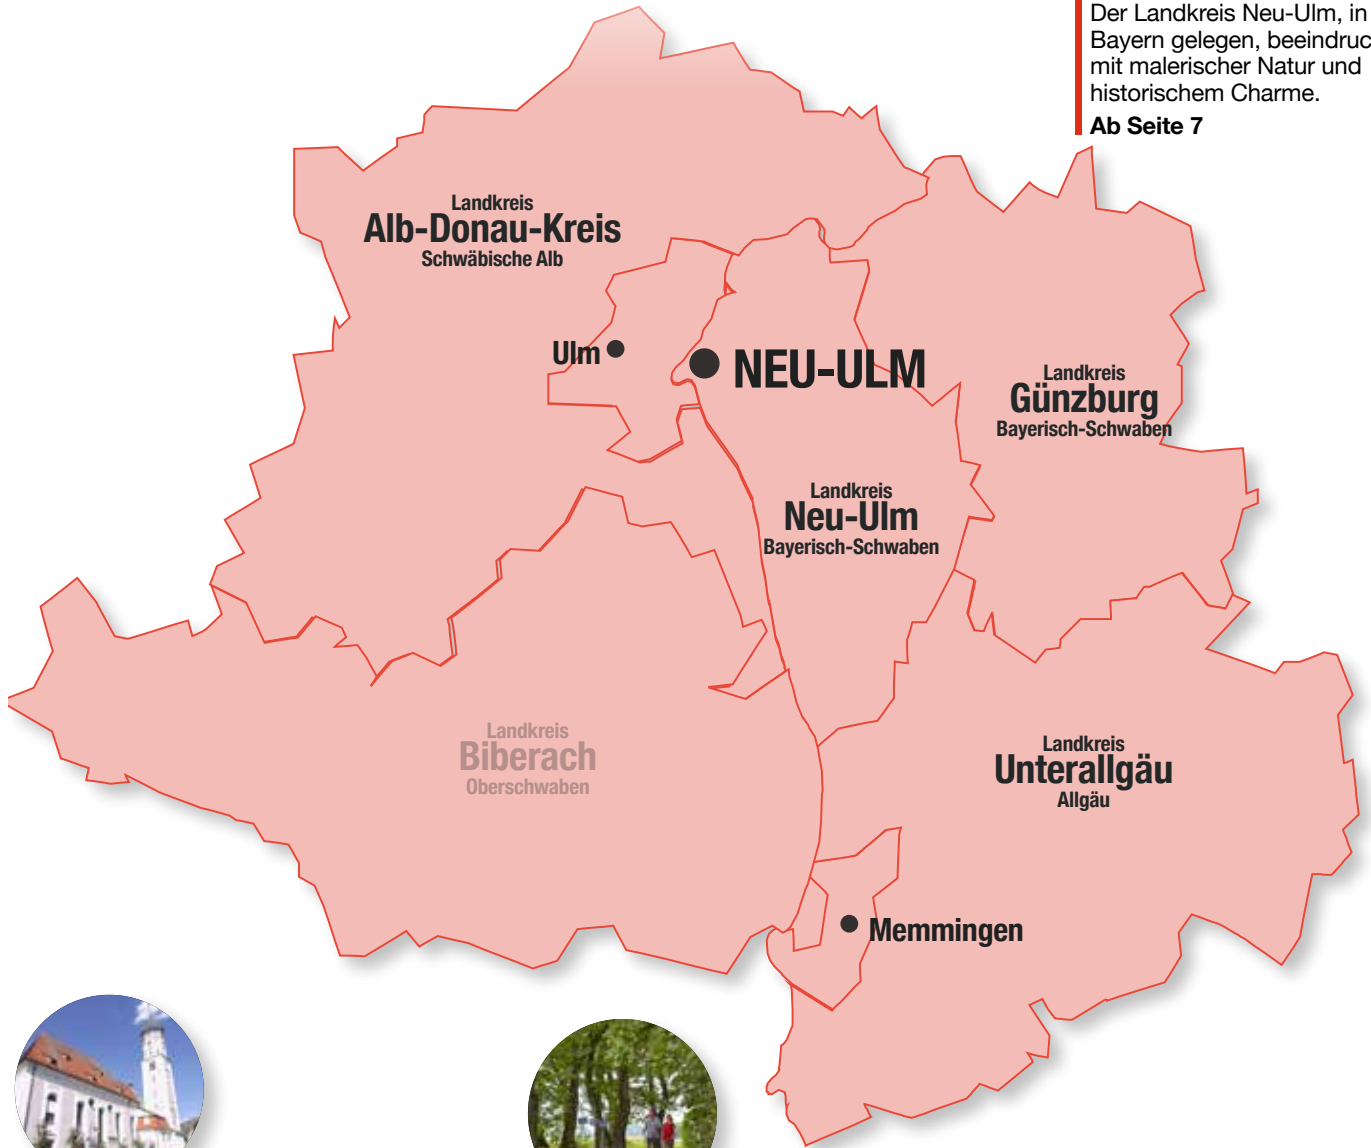 Der Landkreis Neu-Ulm, in
Bayern gelegen, beeindruc
mit malerischer Natur und
historischem Charme.
Ab Seite 7
Landkreis
Alb-Donau-Kreis
Schwäbische Alb
Ulm
NEU-ULM
Landkreis
Günzburg
Bayerisch-Schwaben
Landkreis
Neu-Ulm
Bayerisch-Schwaben
Landkreis
Biberach
Oberschwaben
Landkreis
Unterallgäu
Allgäu
Memmingen